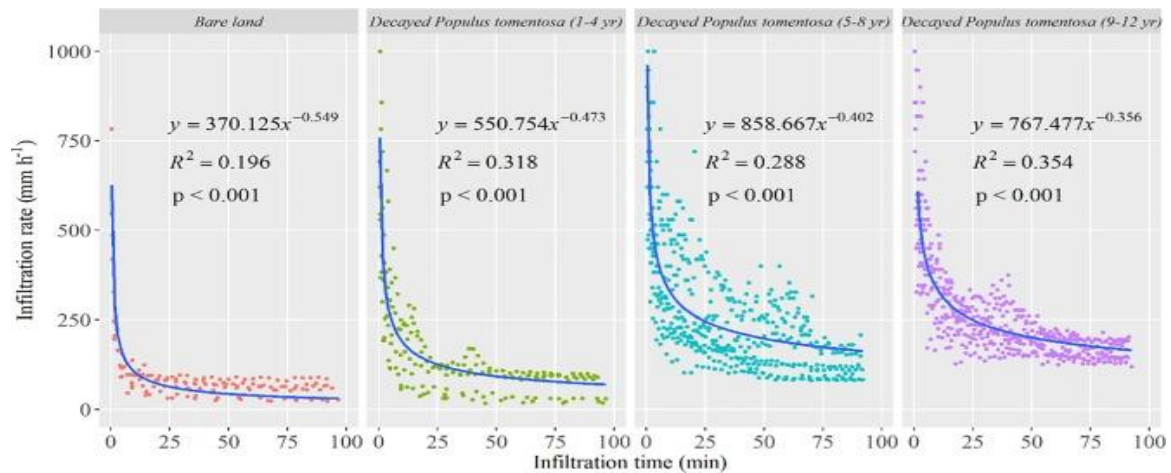 Bare land
Decayed Populus tomentosa (1-4 yr)
Decayed Populus tomentosa (5-8 yr)
Decayed Populus tomentosa (9-12 yr)
Infiltration rate (mm h⁻¹)
1000
750
500
250
0
y = 370.125x⁻⁰·⁵⁴⁹
R² = 0.196
p < 0.001
y = 550.754x⁻⁰·⁴⁷³
R² = 0.318
p < 0.001
y = 858.667x⁻⁰·⁴⁰²
R² = 0.288
p < 0.001
y = 767.477x⁻⁰·³⁵⁶
R² = 0.354
p < 0.001
0 25 50 75 100
0 25 50 75 100
0 25 50 75 100
0 25 50 75 100
Infiltration time (min)